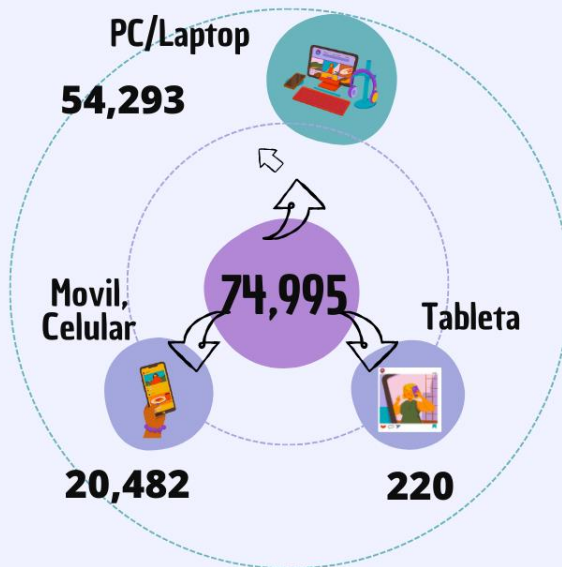 PC/Laptop
54,293
74,995
Movil,
Celular
20,482
Tableta
220